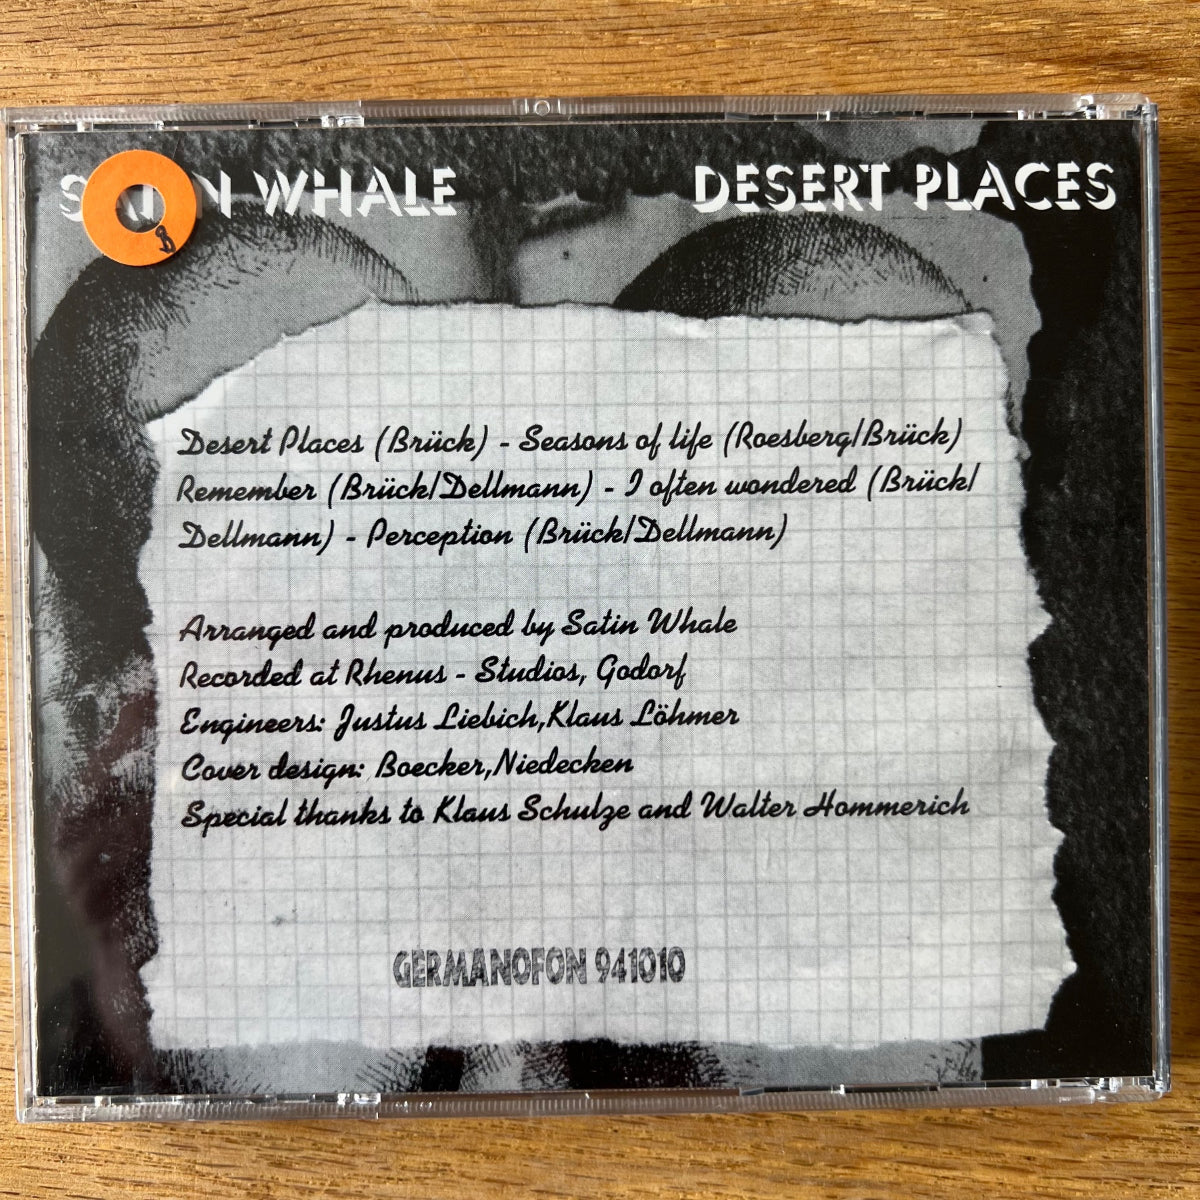 SATIN WHALE DESERT PLACES
Desert Places (Brück) - Seasons of life (Roesberg/Brück)
Remember (Brück/Dellmann) - I often wondered (Brück/
Dellmann) - Perception (Brück/Dellmann)
Arranged and produced by Satin Whale
Recorded at Rhenus - Studios, Godorf
Engineers: Justus Liebich,Klaus Löhmer
Cover design: Boecker,Niedecken
Special thanks to Klaus Schulze and Walter Hommerich
GERMANOFON 941010